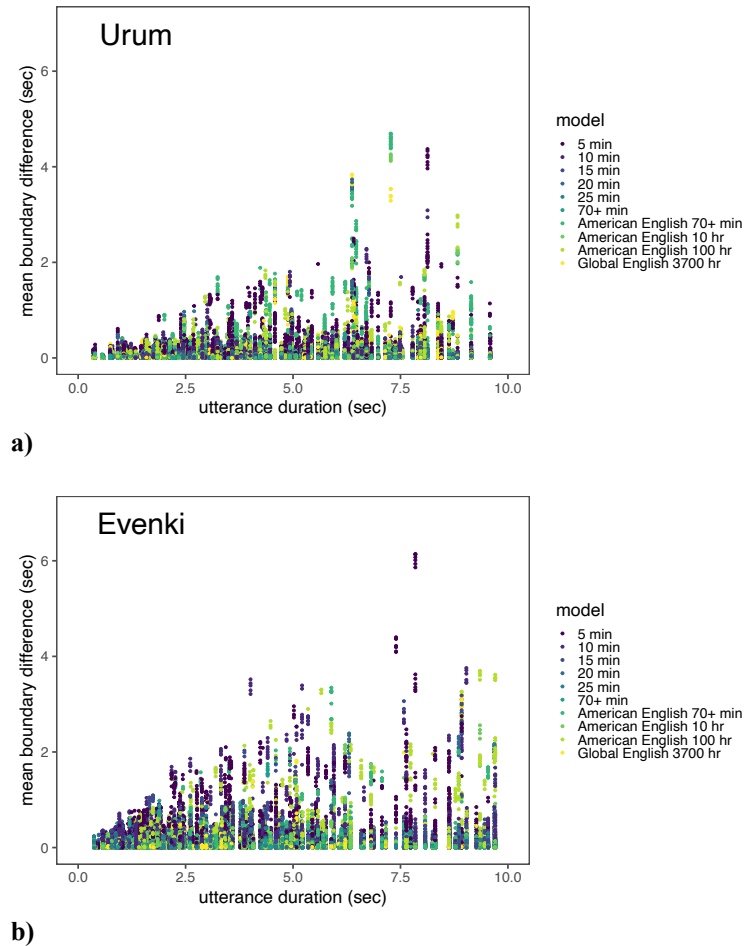 Urum
mean boundary difference (sec)
6
4
2
0
0.0 2.5 5.0 7.5 10.0
utterance duration (sec)
model
5 min
10 min
15 min
20 min
25 min
70+ min
American English 70+ min
American English 10 hr
American English 100 hr
Global English 3700 hr
a)
Evenki
mean boundary difference (sec)
6
4
2
0
0.0 2.5 5.0 7.5 10.0
utterance duration (sec)
model
5 min
10 min
15 min
20 min
25 min
70+ min
American English 70+ min
American English 10 hr
American English 100 hr
Global English 3700 hr
b)